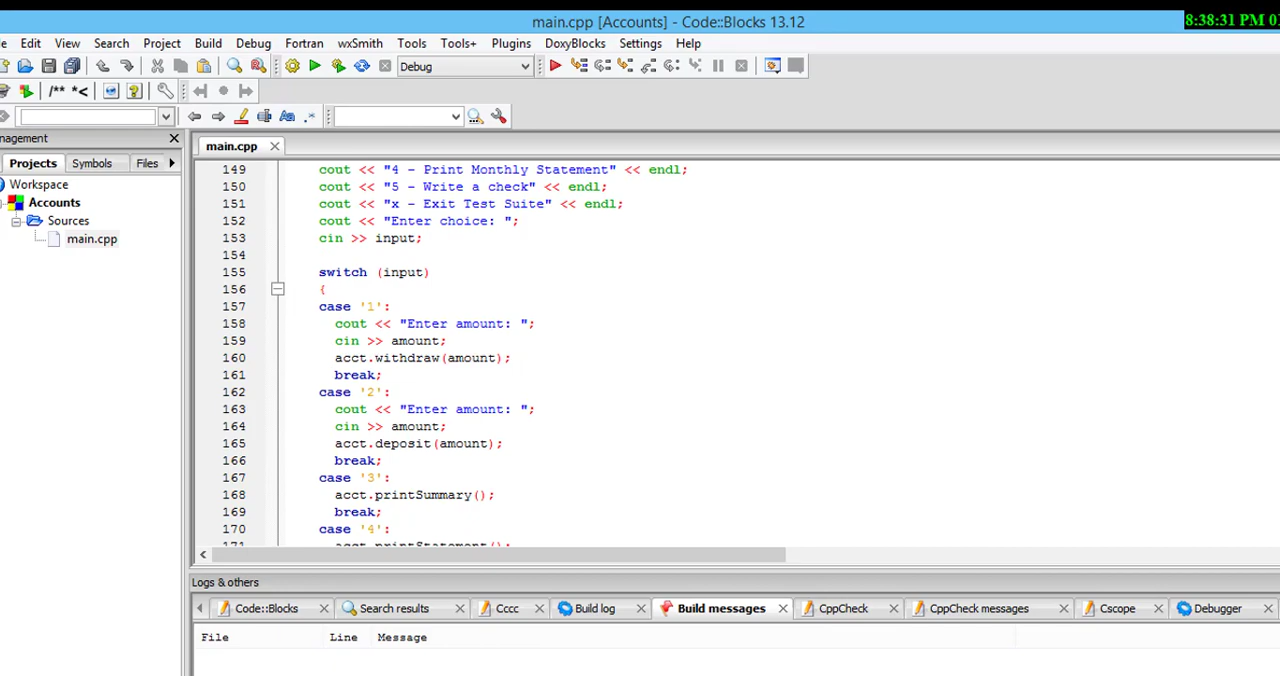 main.cpp [Accounts] - Code::Blocks 13.12
8:38:31 PM
Edit View Search Project Build Debug Fortran wxSmith Tools Tools+ Plugins DoxyBlocks Settings Help
Debug
/** *<
main.cpp
Projects Symbols Files
Workspace
Accounts
Sources
main.cpp
149 cout << "4 - Print Monthly Statement" << endl;
150 cout << "5 - Write a check" << endl;
151 cout << "x - Exit Test Suite" << endl;
152 cout << "Enter choice: ";
153 cin >> input;
154
155 switch (input)
156 {
157 case '1':
158 cout << "Enter amount: ";
159 cin >> amount;
160 acct.withdraw(amount);
161 break;
162 case '2':
163 cout << "Enter amount: ";
164 cin >> amount;
165 acct.deposit(amount);
166 break;
167 case '3':
168 acct.printSummary();
169 break;
170 case '4':
171 acct.printStatement();
Logs & others
Code::Blocks Search results Cccc Build log Build messages CppCheck CppCheck messages Cscope Debugger
File Line Message